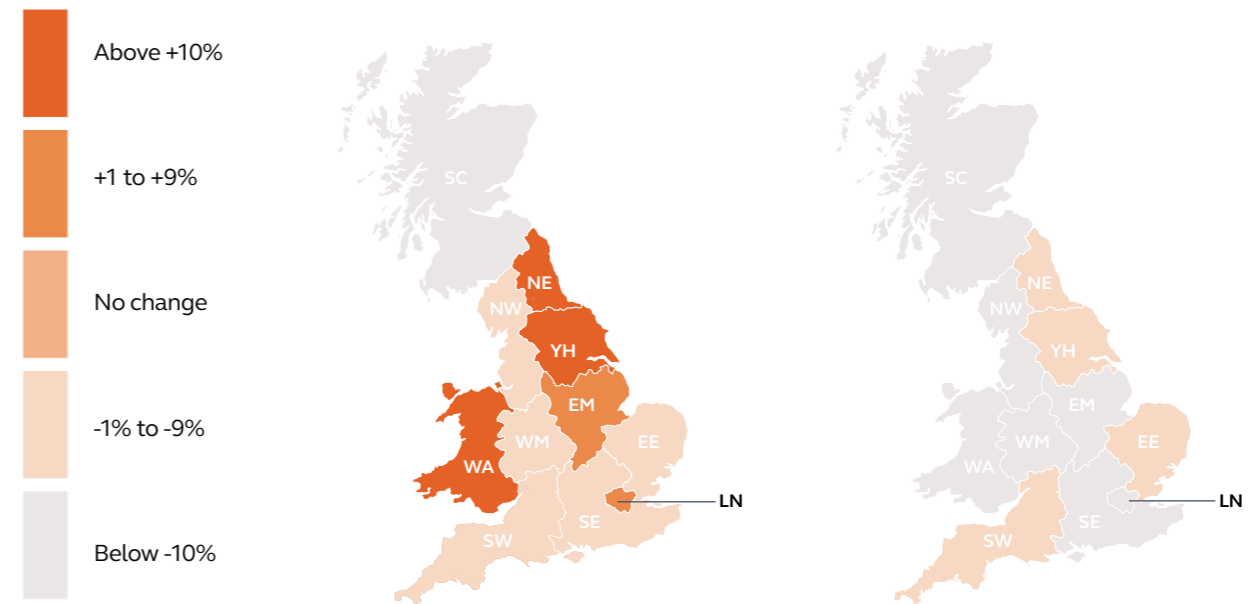 Above +10%
+1 to +9%
No change
-1% to -9%
Below -10%
SC
NE
NW
YH
EM
WM
EE
WA
LN
SE
SW
SC
NE
NW
YH
EM
WM
EE
WA
LN
SE
SW